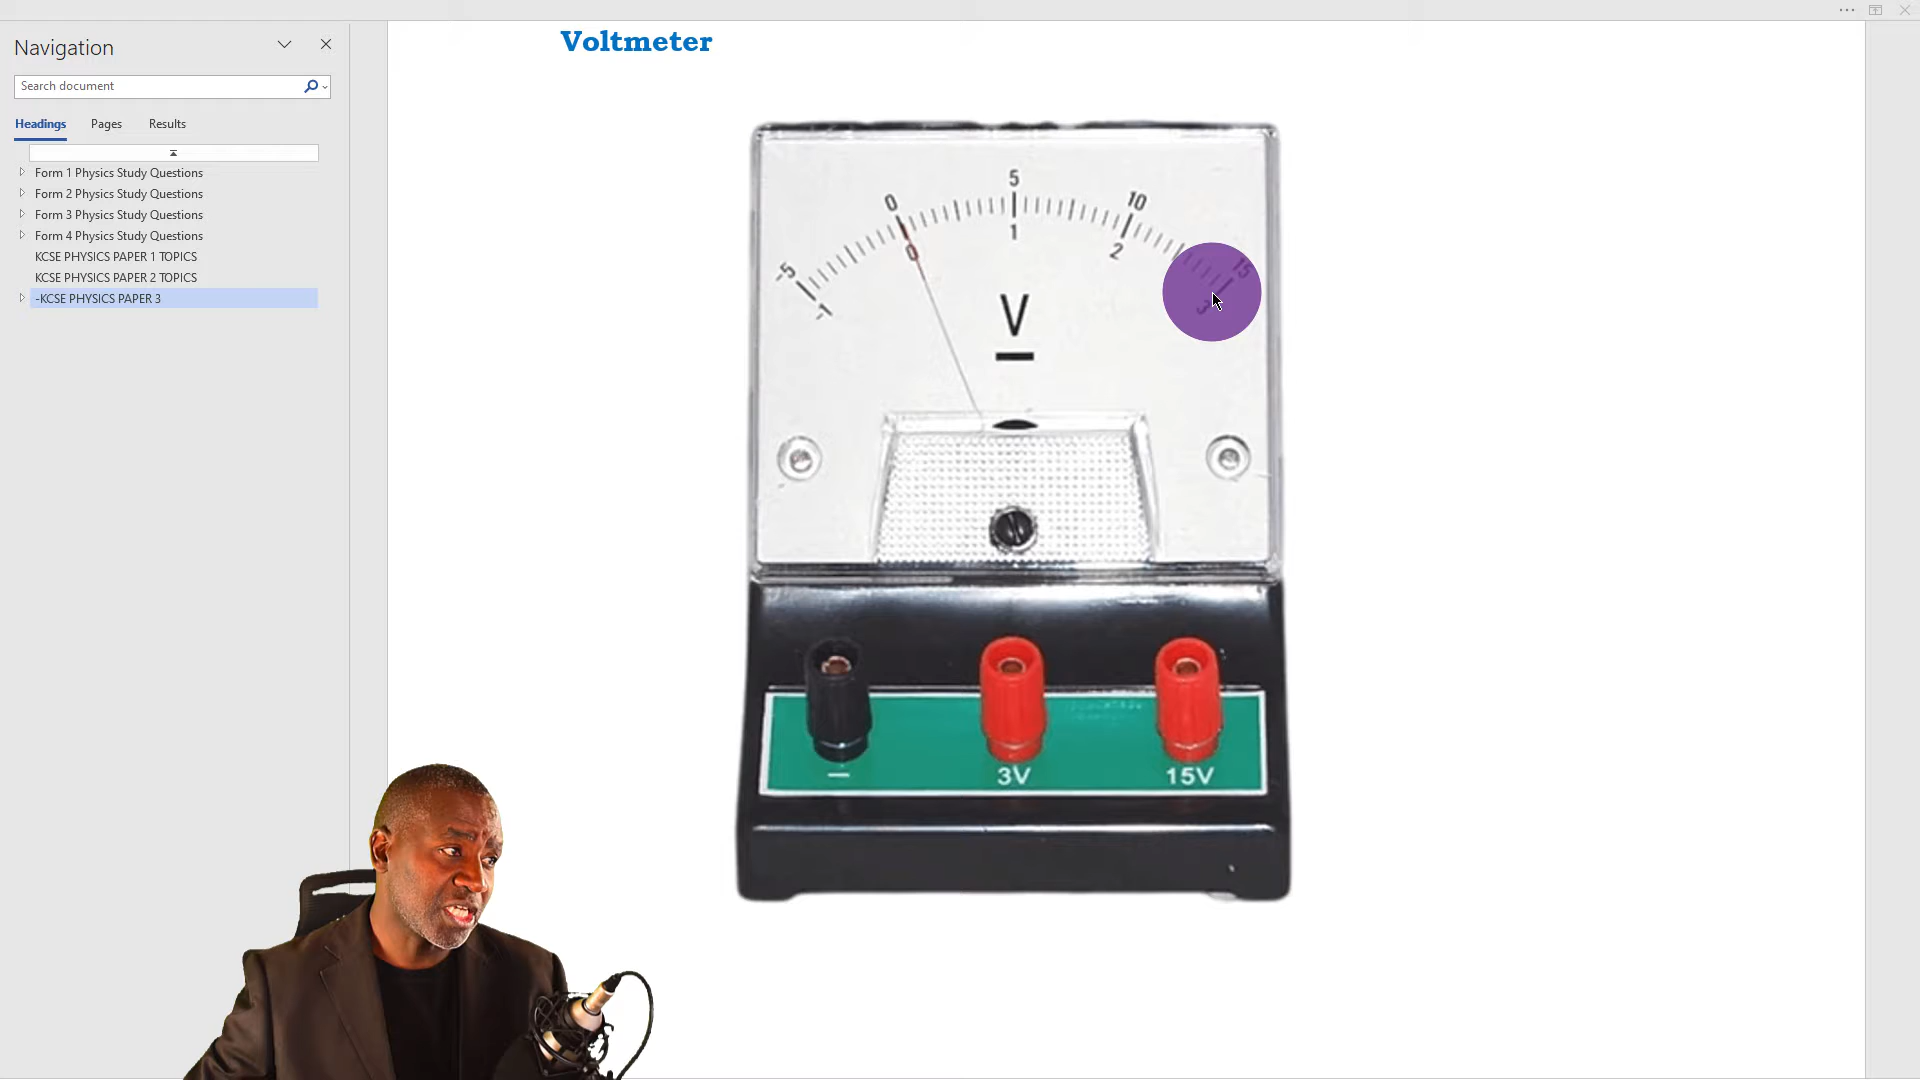 Navigation
Search document
Headings Pages Results
Form 1 Physics Study Questions
Form 2 Physics Study Questions
Form 3 Physics Study Questions
Form 4 Physics Study Questions
KCSE PHYSICS PAPER 1 TOPICS
KCSE PHYSICS PAPER 2 TOPICS
-KCSE PHYSICS PAPER 3
Voltmeter
-5 0 5 10 15
-1 0 1 2 3
V
− 3V 15V